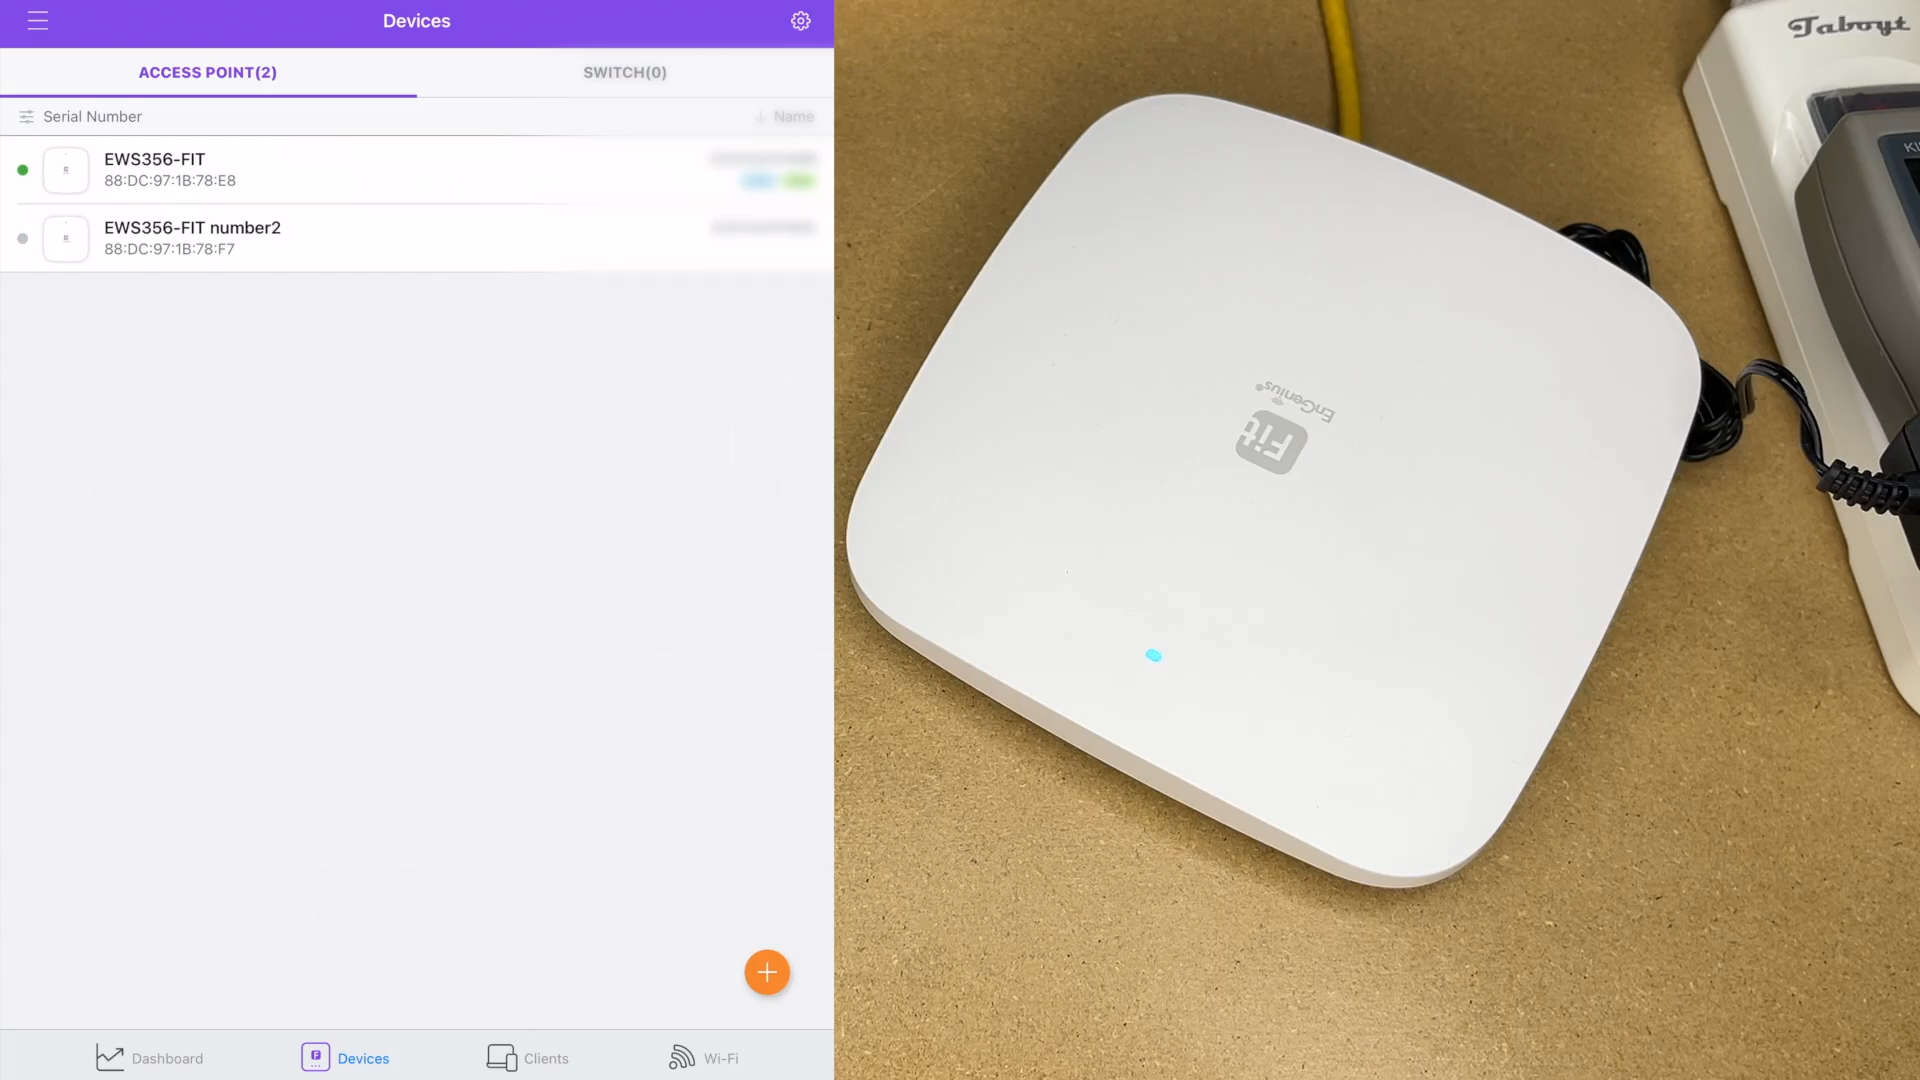 Devices
ACCESS POINT(2)
SWITCH(0)
Serial Number
Name
EWS356-FIT
88:DC:97:1B:78:E8
EWS356-FIT number2
88:DC:97:1B:78:F7
Dashboard
Devices
Clients
Wi-Fi
EnGenius®
Fit
Taboyt